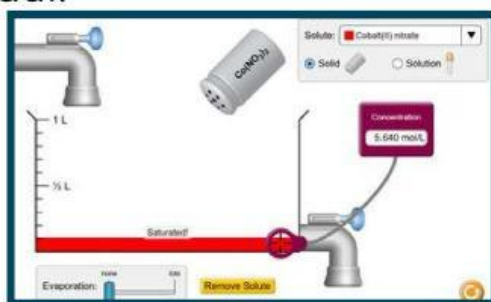 Solute: Cobalt(II) nitrate
Solid
Solution
Co(NO3)2
Concentration
5.640 mol/L
1 L
½ L
Saturated!
none
lots
Evaporation:
Remove Solute